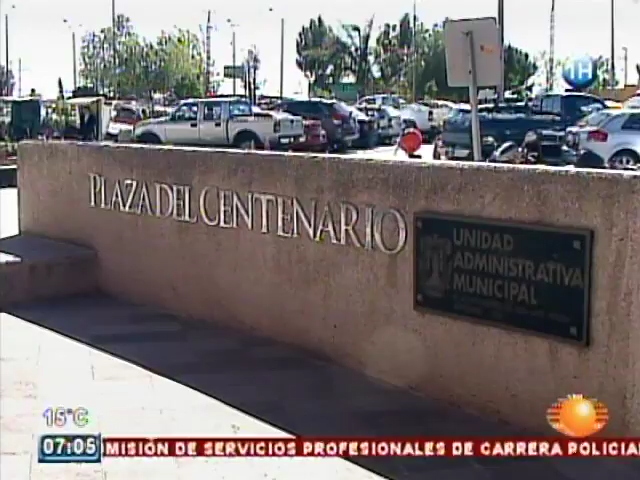 PLAZA DEL CENTENARIO
UNIDAD
ADMINISTRATIVA
MUNICIPAL
15°C
07:05
MISIÓN DE SERVICIOS PROFESIONALES DE CARRERA POLICIAL